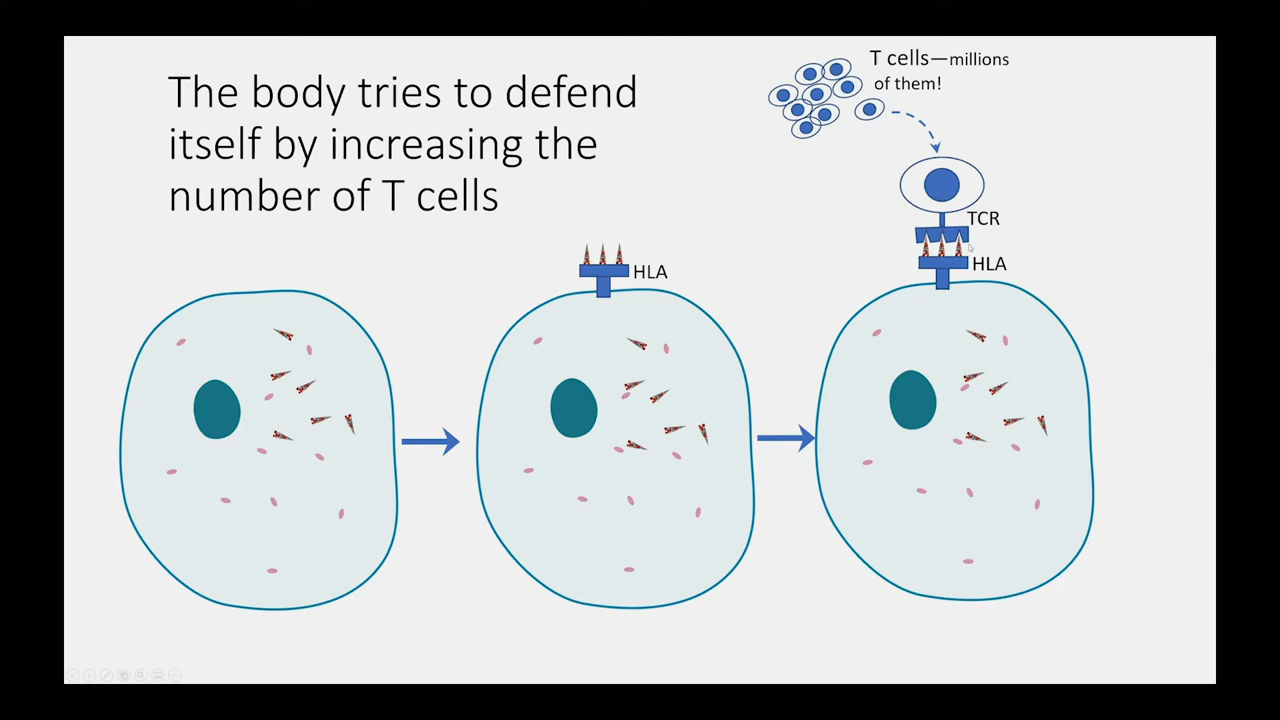 The body tries to defend
itself by increasing the
number of T cells
T cells—millions
of them!
TCR
HLA
HLA